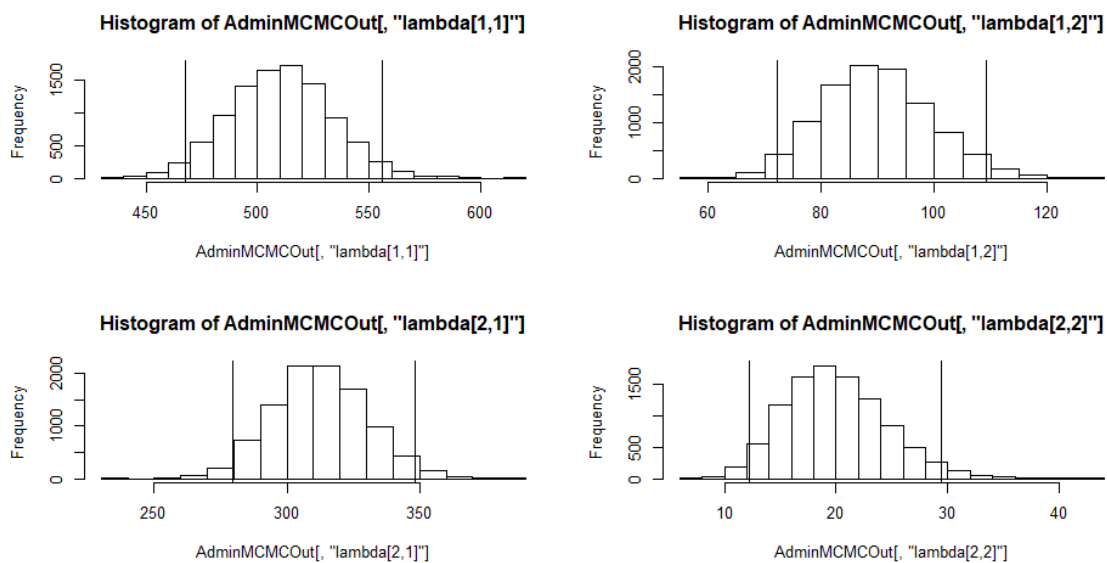 Histogram of AdminMCMCOut[, "lambda[1,1]"]
Frequency
0
500
1500
450
500
550
600
AdminMCMCOut[, "lambda[1,1]"]
Histogram of AdminMCMCOut[, "lambda[1,2]"]
Frequency
0
1000
2000
60
80
100
120
AdminMCMCOut[, "lambda[1,2]"]
Histogram of AdminMCMCOut[, "lambda[2,1]"]
Frequency
0
1000
2000
250
300
350
AdminMCMCOut[, "lambda[2,1]"]
Histogram of AdminMCMCOut[, "lambda[2,2]"]
Frequency
0
500
1500
10
20
30
40
AdminMCMCOut[, "lambda[2,2]"]